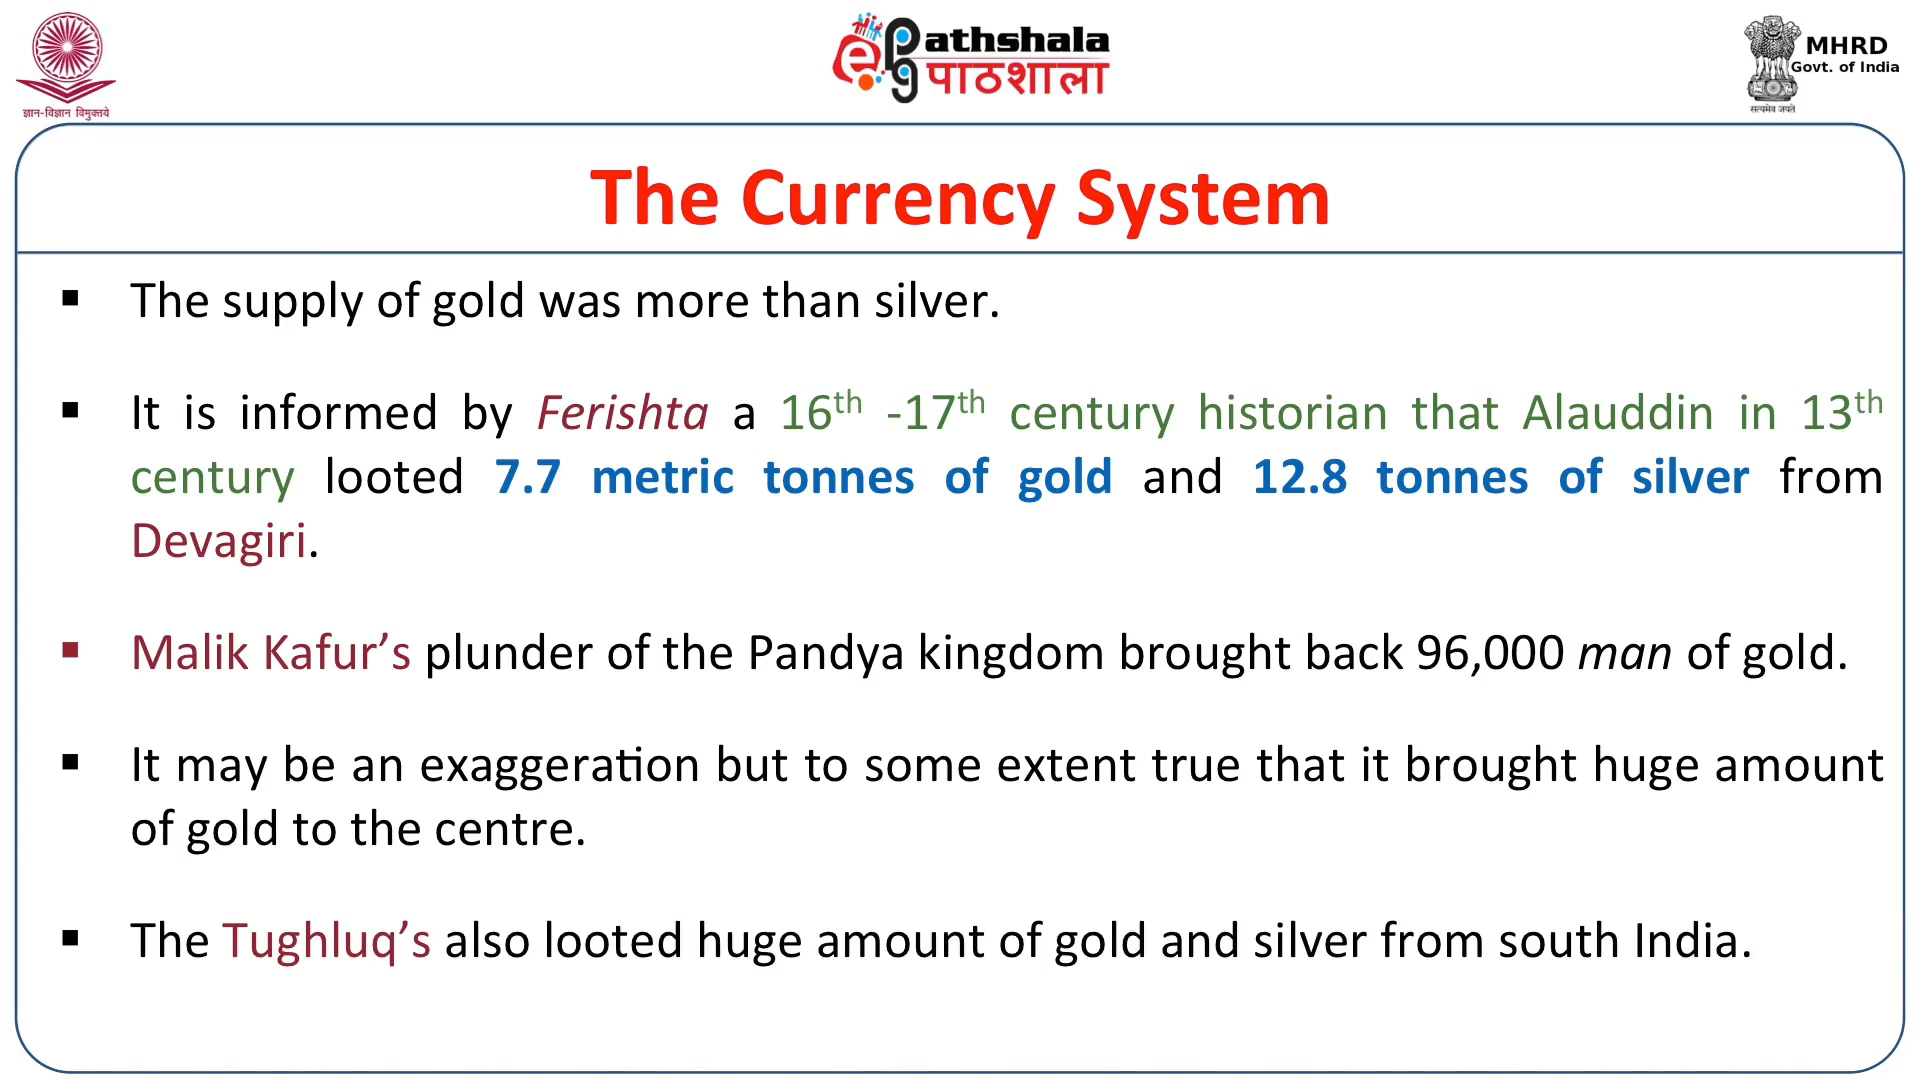 ज्ञान-विज्ञान विमुक्तये
ePG Pathshala
पाठशाला
MHRD
Govt. of India
सत्यमेव जयते
The Currency System
▪ The supply of gold was more than silver.
▪ It is informed by Ferishta a 16th -17th century historian that Alauddin in 13th
century looted 7.7 metric tonnes of gold and 12.8 tonnes of silver from
Devagiri.
▪ Malik Kafur’s plunder of the Pandya kingdom brought back 96,000 man of gold.
▪ It may be an exaggeration but to some extent true that it brought huge amount
of gold to the centre.
▪ The Tughluq’s also looted huge amount of gold and silver from south India.